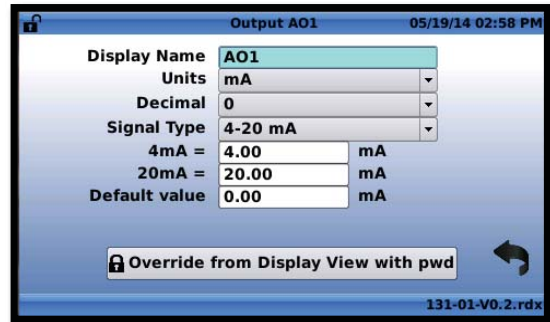 Output AO1 05/19/14 02:58 PM
Display Name AO1
Units mA
Decimal 0
Signal Type 4-20 mA
4mA = 4.00 mA
20mA = 20.00 mA
Default value 0.00 mA
Override from Display View with pwd
131-01-V0.2.rdx